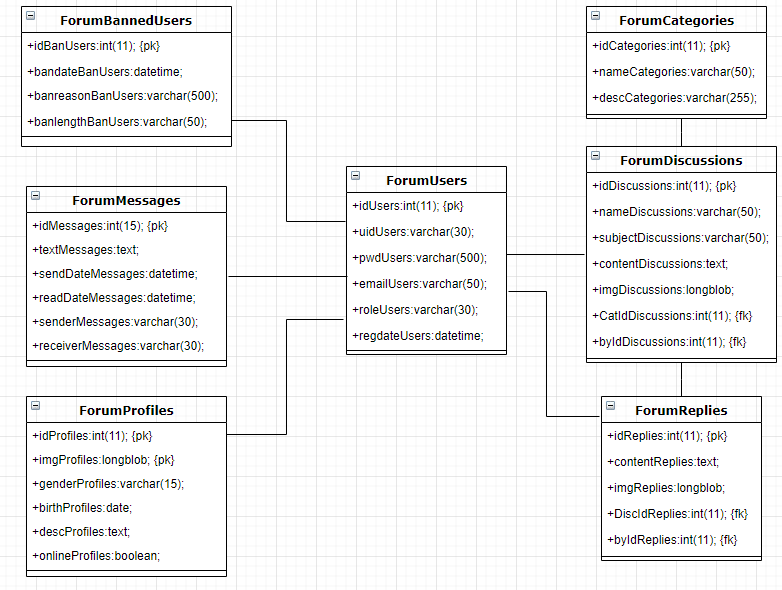 ForumBannedUsers
+idBanUsers:int(11); {pk}
+bandateBanUsers:datetime;
+banreasonBanUsers:varchar(500);
+banlengthBanUsers:varchar(50);
ForumMessages
+idMessages:int(15); {pk}
+textMessages:text;
+sendDateMessages:datetime;
+readDateMessages:datetime;
+senderMessages:varchar(30);
+receiverMessages:varchar(30);
ForumProfiles
+idProfiles:int(11); {pk}
+imgProfiles:longblob; {pk}
+genderProfiles:varchar(15);
+birthProfiles:date;
+descProfiles:text;
+onlineProfiles:boolean;
ForumUsers
+idUsers:int(11); {pk}
+uidUsers:varchar(30);
+pwdUsers:varchar(500);
+emailUsers:varchar(50);
+roleUsers:varchar(30);
+regdateUsers:datetime;
ForumCategories
+idCategories:int(11); {pk}
+nameCategories:varchar(50);
+descCategories:varchar(255);
ForumDiscussions
+idDiscussions:int(11); {pk}
+nameDiscussions:varchar(50);
+subjectDiscussions:varchar(50);
+contentDiscussions:text;
+imgDiscussions:longblob;
+CatIdDiscussions:int(11); {fk}
+byIdDiscussions:int(11); {fk}
ForumReplies
+idReplies:int(11); {pk}
+contentReplies:text;
+imgReplies:longblob;
+DiscIdReplies:int(11); {fk}
+byIdReplies:int(11); {fk}